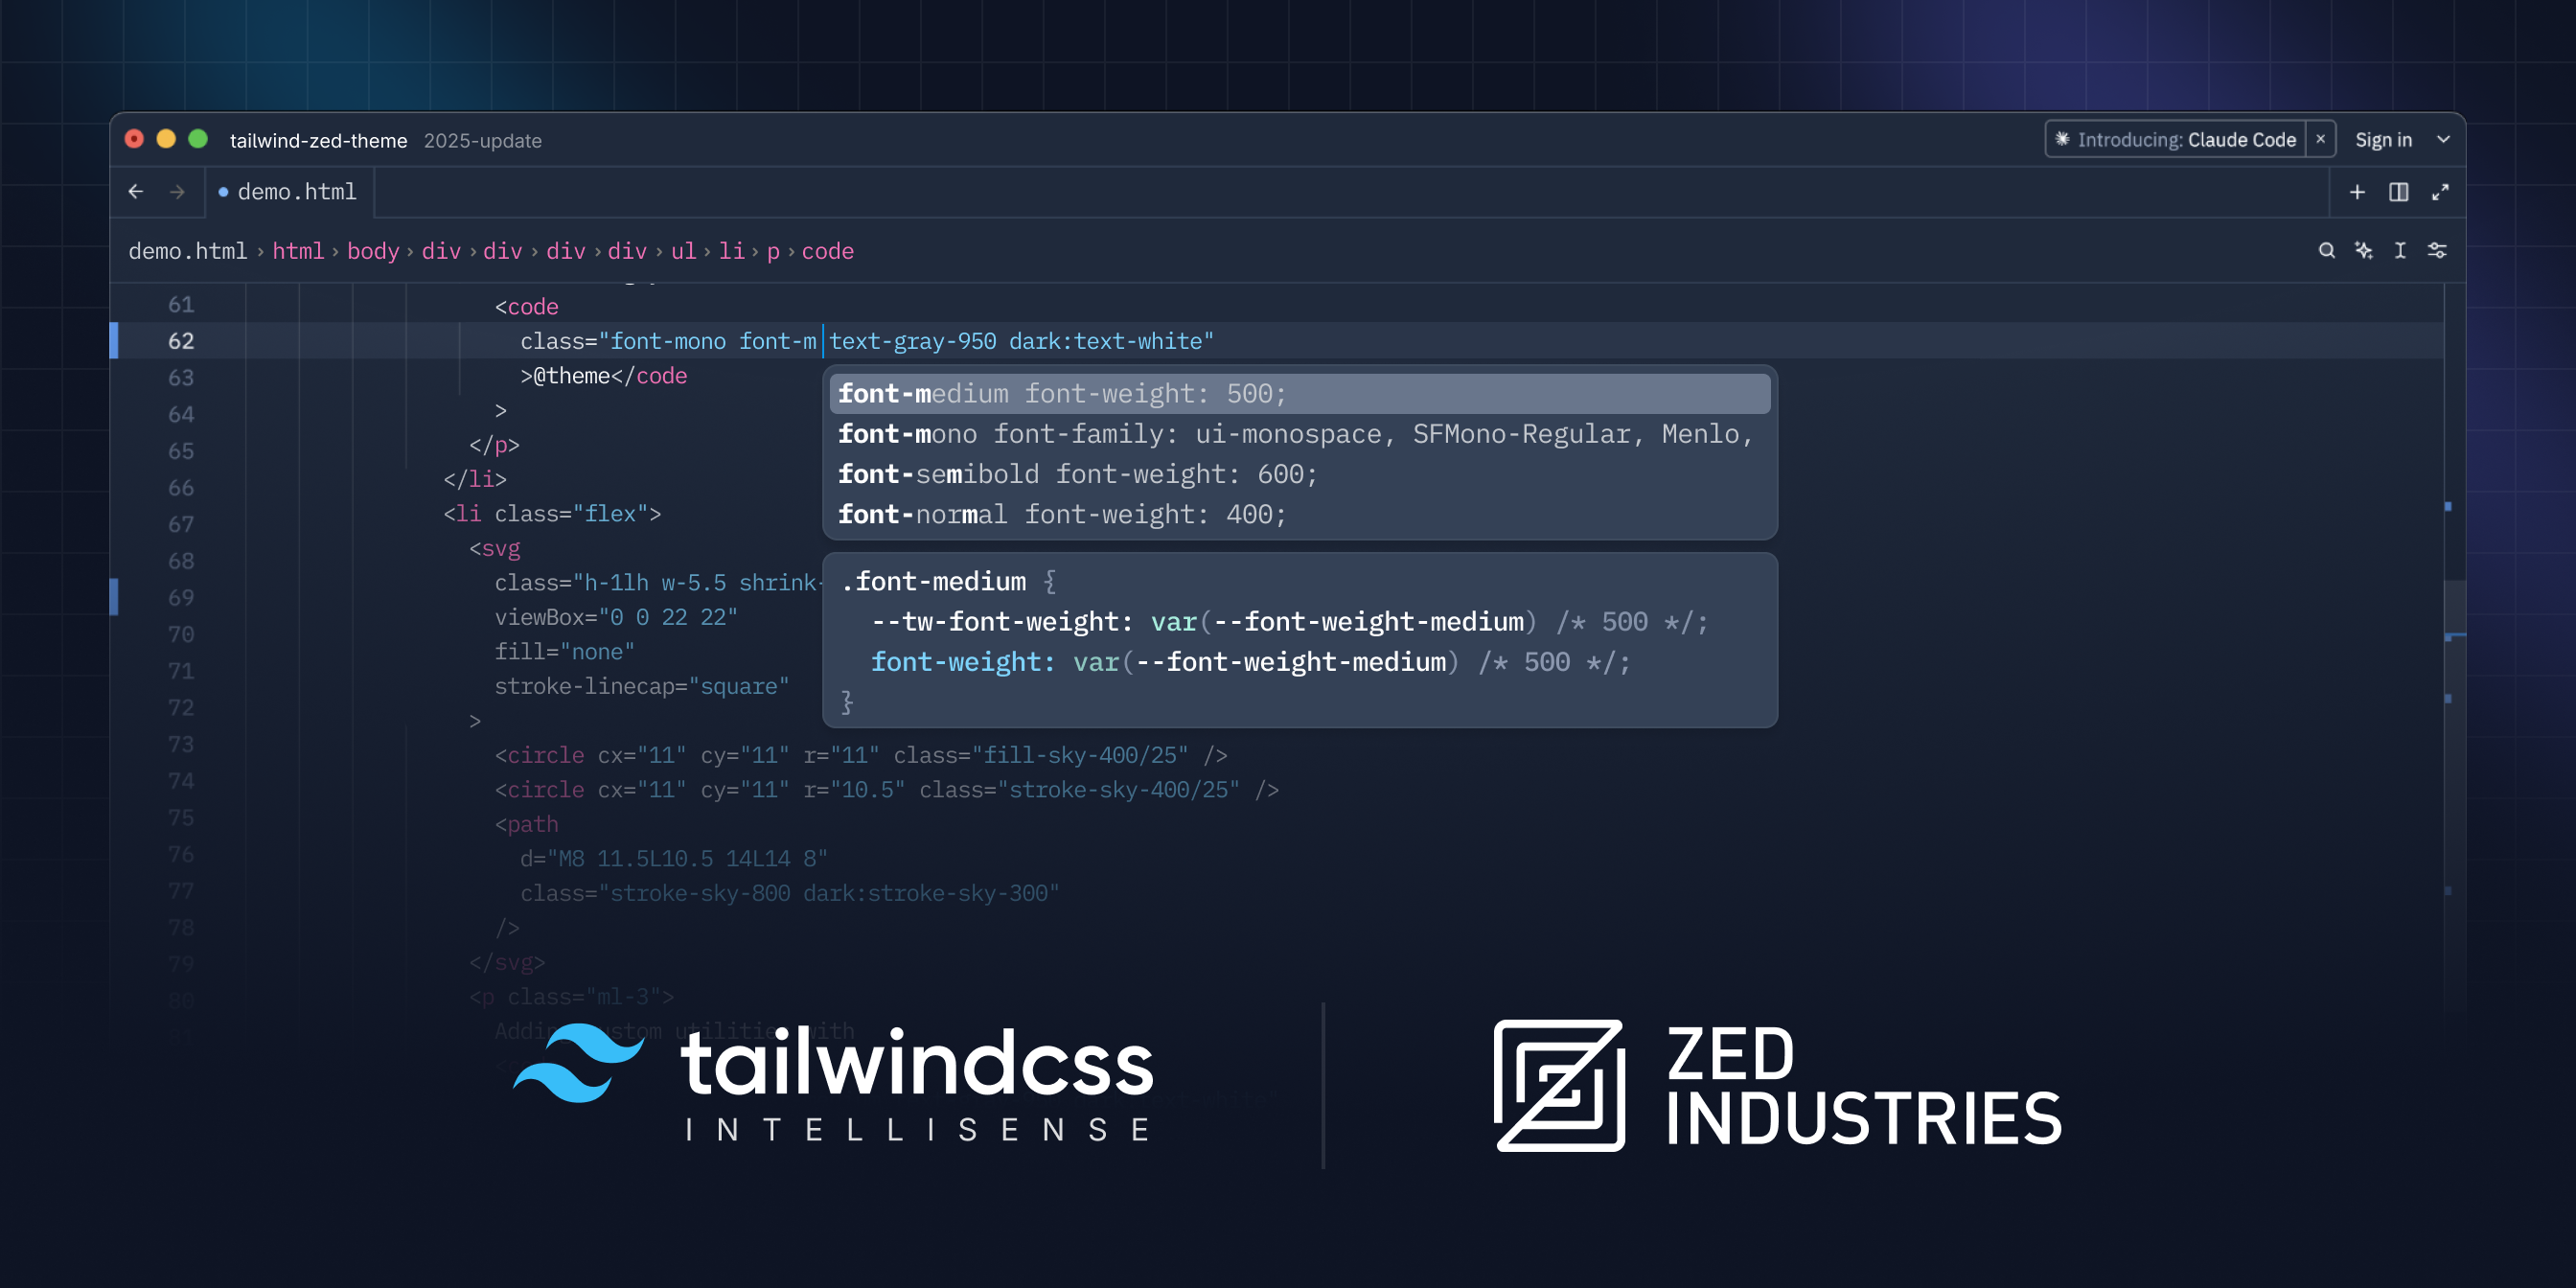 tailwind-zed-theme 2025-update
Introducing: Claude Code × Sign in
demo.html
demo.html › html › body › div › div › div › div › ul › li › p › code
61 <code
62 class="font-mono font-m text-gray-950 dark:text-white"
63 >@theme</code
64 >
65 </p>
66 </li>
67 <li class="flex">
68 <svg
69 class="h-1lh w-5.5 shrink-
70 viewBox="0 0 22 22"
71 fill="none"
72 stroke-linecap="square"
>
73 <circle cx="11" cy="11" r="11" class="fill-sky-400/25" />
74 <circle cx="11" cy="11" r="10.5" class="stroke-sky-400/25" />
75 <path
76 d="M8 11.5L10.5 14L14 8"
77 class="stroke-sky-800 dark:stroke-sky-300"
78 />
79 </svg>
80 <p class="ml-3">
font-medium font-weight: 500;
font-mono font-family: ui-monospace, SFMono-Regular, Menlo,
font-semibold font-weight: 600;
font-normal font-weight: 400;
.font-medium {
--tw-font-weight: var(--font-weight-medium) /* 500 */;
font-weight: var(--font-weight-medium) /* 500 */;
}
tailwindcss
INTELLISENSE
ZED
INDUSTRIES